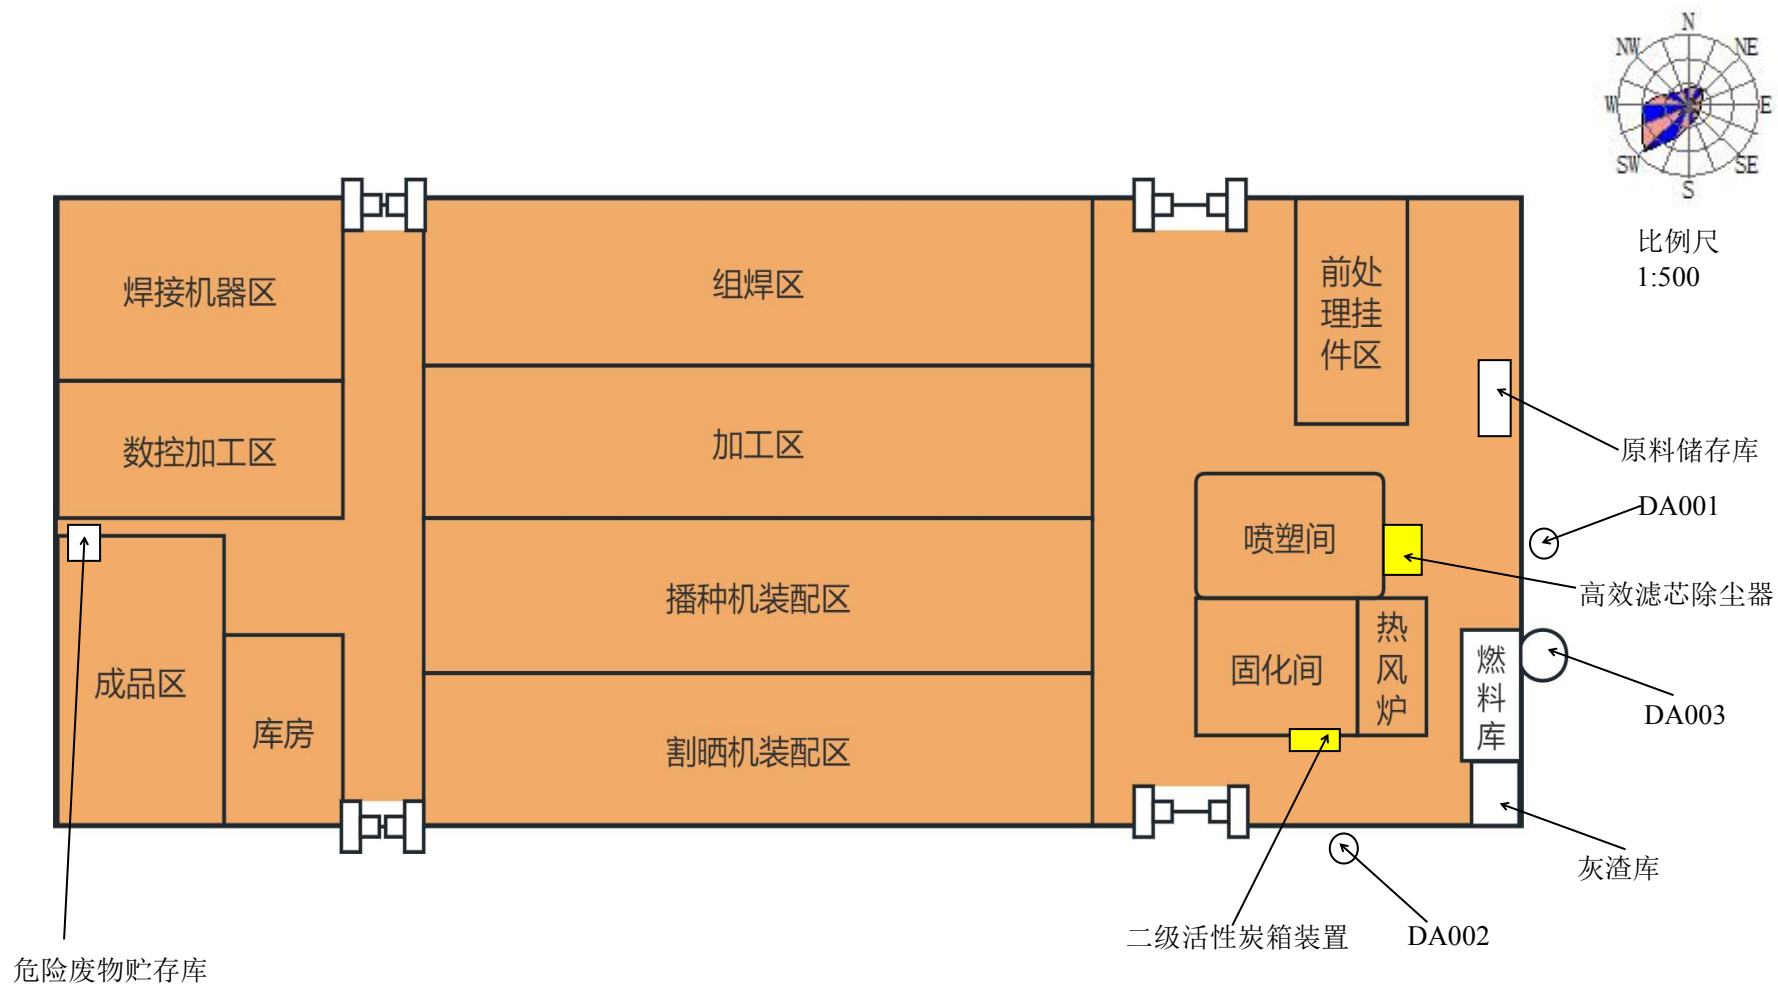 N
NW
NE
W
E
SW
SE
S
比例尺
1:500
焊接机器区
组焊区
前处
理挂
件区
数控加工区
加工区
原料储存库
DA001
喷塑间
高效滤芯除尘器
播种机装配区
热
风
炉
固化间
燃
料
库
成品区
DA003
库房
割晒机装配区
灰渣库
二级活性炭箱装置
DA002
危险废物贮存库